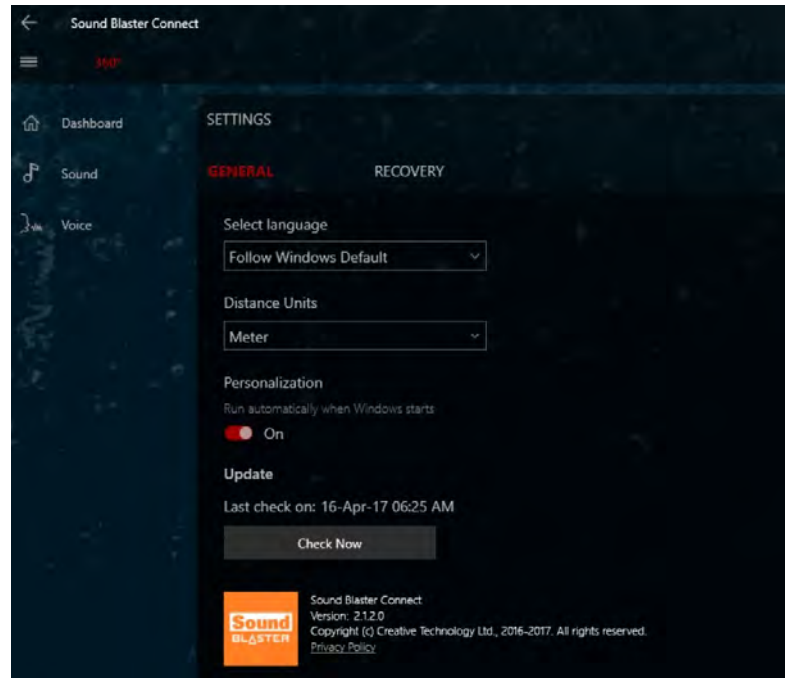 Sound Blaster Connect
360°
Dashboard
Sound
Voice
SETTINGS
GENERAL RECOVERY
Select language
Follow Windows Default
Distance Units
Meter
Personalization
Run automatically when Windows starts
On
Update
Last check on: 16-Apr-17 06:25 AM
Check Now
Sound
BLASTER
Sound Blaster Connect
Version: 2.1.2.0
Copyright (c) Creative Technology Ltd., 2016-2017. All rights reserved.
Privacy Policy